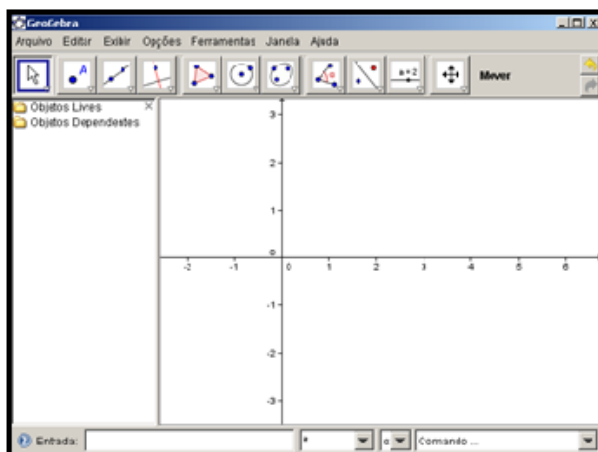 GeoGebra
Arquivo Editar Exibir Opções Ferramentas Janela Ajuda
A
a=2
Mover
Objetos Livres
Objetos Dependestes
3
2
1
0
-2 -1 0 1 2 3 4 5 6
-1
-2
-3
Entrada:
Comando ...